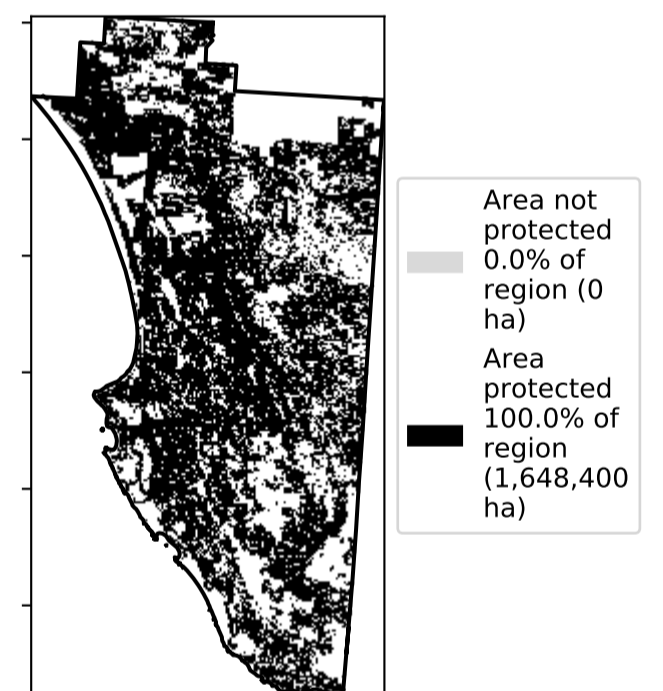 Area not
protected
0.0% of
region (0
ha)
Area
protected
100.0% of
region
(1,648,400
ha)